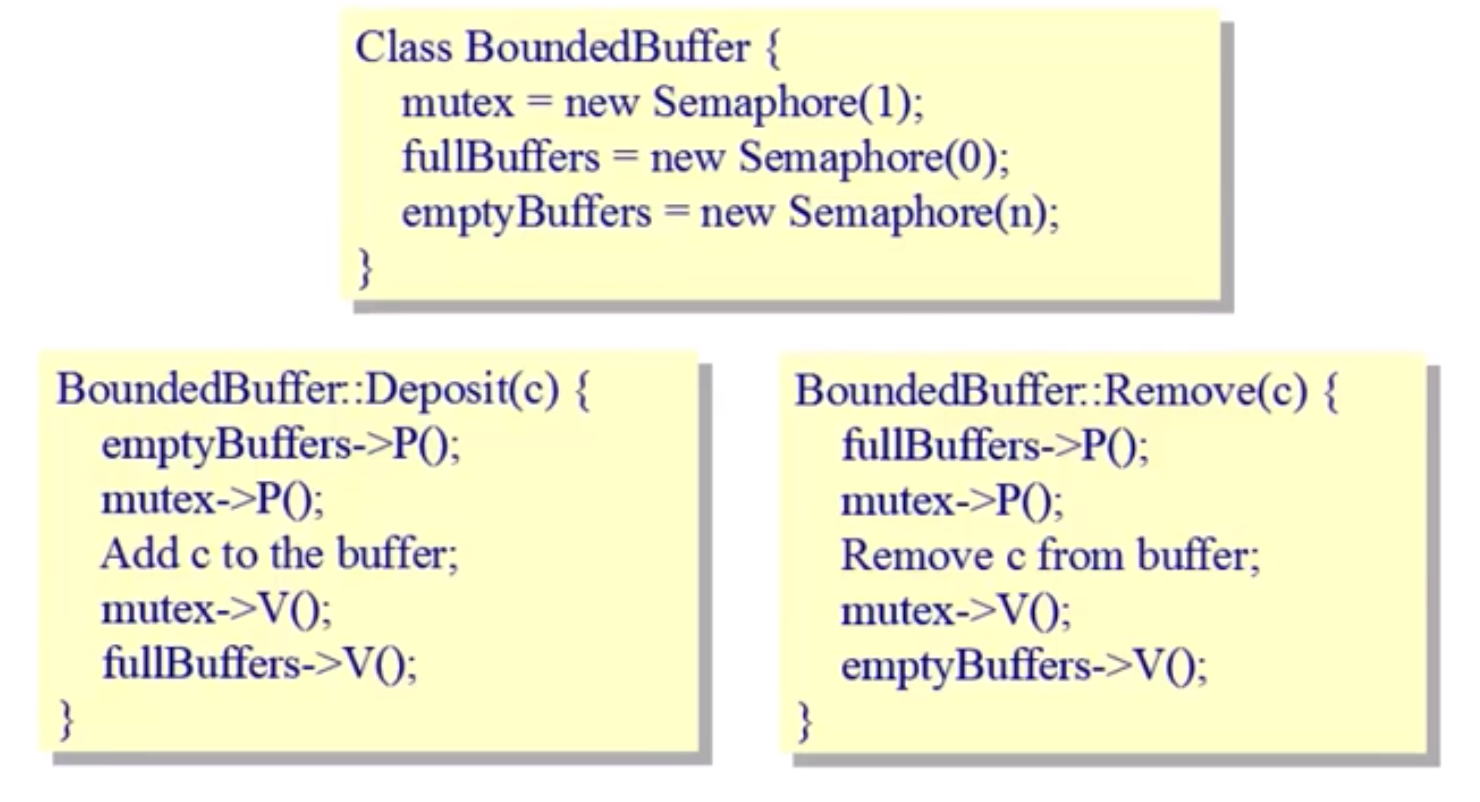 Class BoundedBuffer {
mutex = new Semaphore(1);
fullBuffers = new Semaphore(0);
emptyBuffers = new Semaphore(n);
}
BoundedBuffer::Deposit(c) {
emptyBuffers->P();
mutex->P();
Add c to the buffer;
mutex->V();
fullBuffers->V();
}
BoundedBuffer::Remove(c) {
fullBuffers->P();
mutex->P();
Remove c from buffer;
mutex->V();
emptyBuffers->V();
}